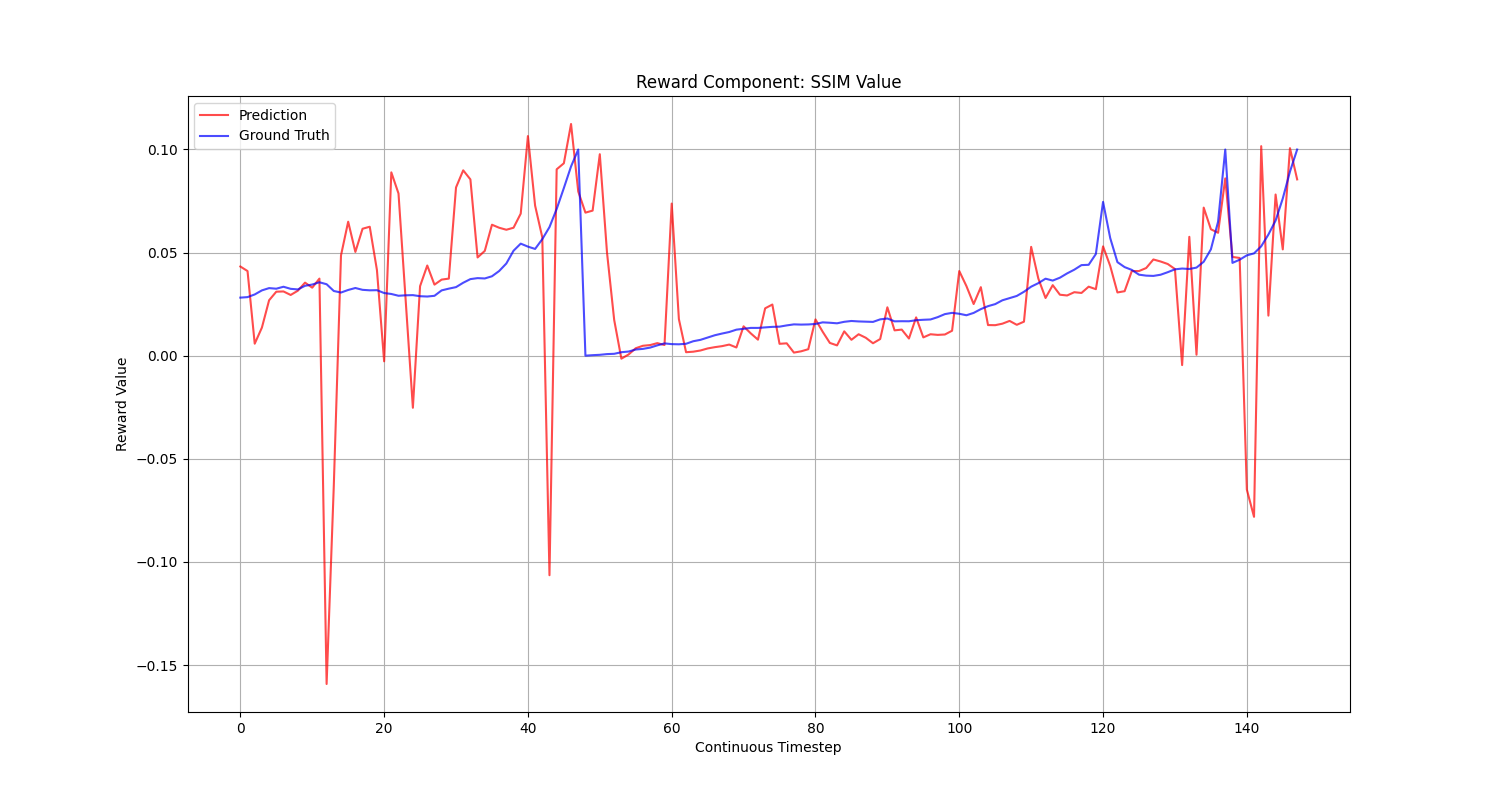 Reward Component: SSIM Value
Prediction
Ground Truth
0.10
0.05
0.00
−0.05
−0.10
−0.15
Reward Value
0 20 40 60 80 100 120 140
Continuous Timestep